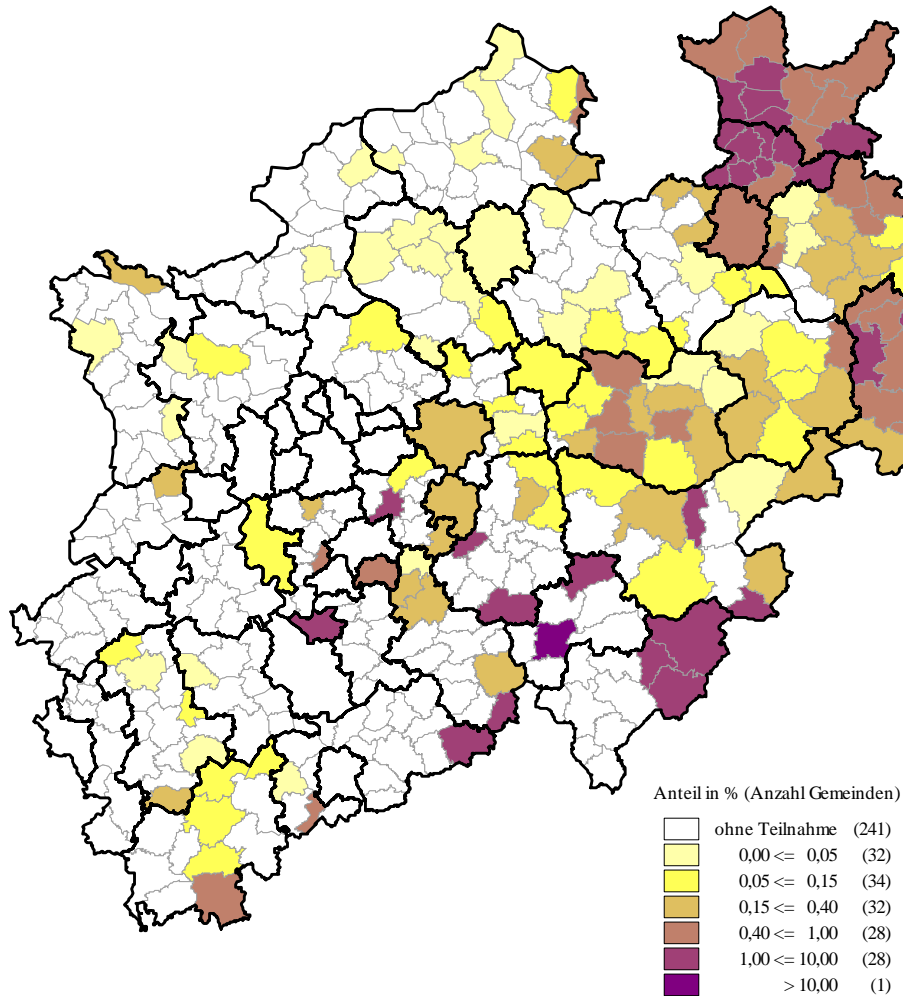 Anteil in % (Anzahl Gemeinden)
ohne Teilnahme (241)
0,00 <= 0,05 (32)
0,05 <= 0,15 (34)
0,15 <= 0,40 (32)
0,40 <= 1,00 (28)
1,00 <= 10,00 (28)
> 10,00 (1)